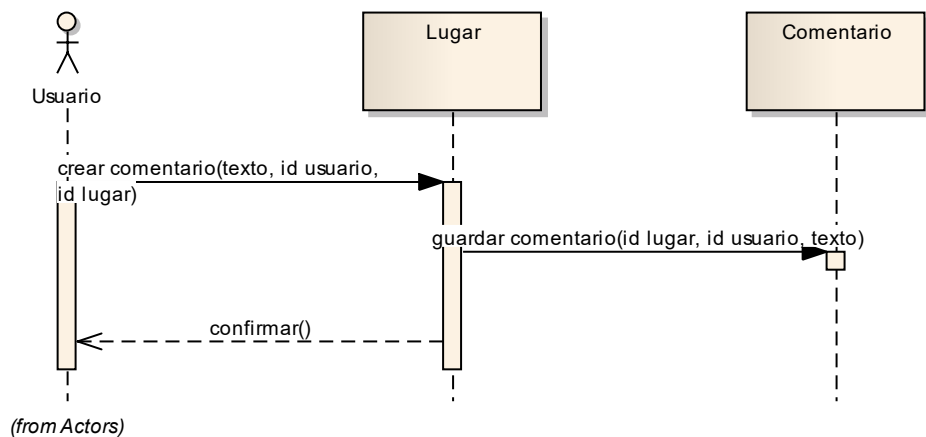 Lugar
Comentario
Usuario
crear comentario(texto, id usuario,
id lugar)
guardar comentario(id lugar, id usuario, texto)
confirmar()
(from Actors)